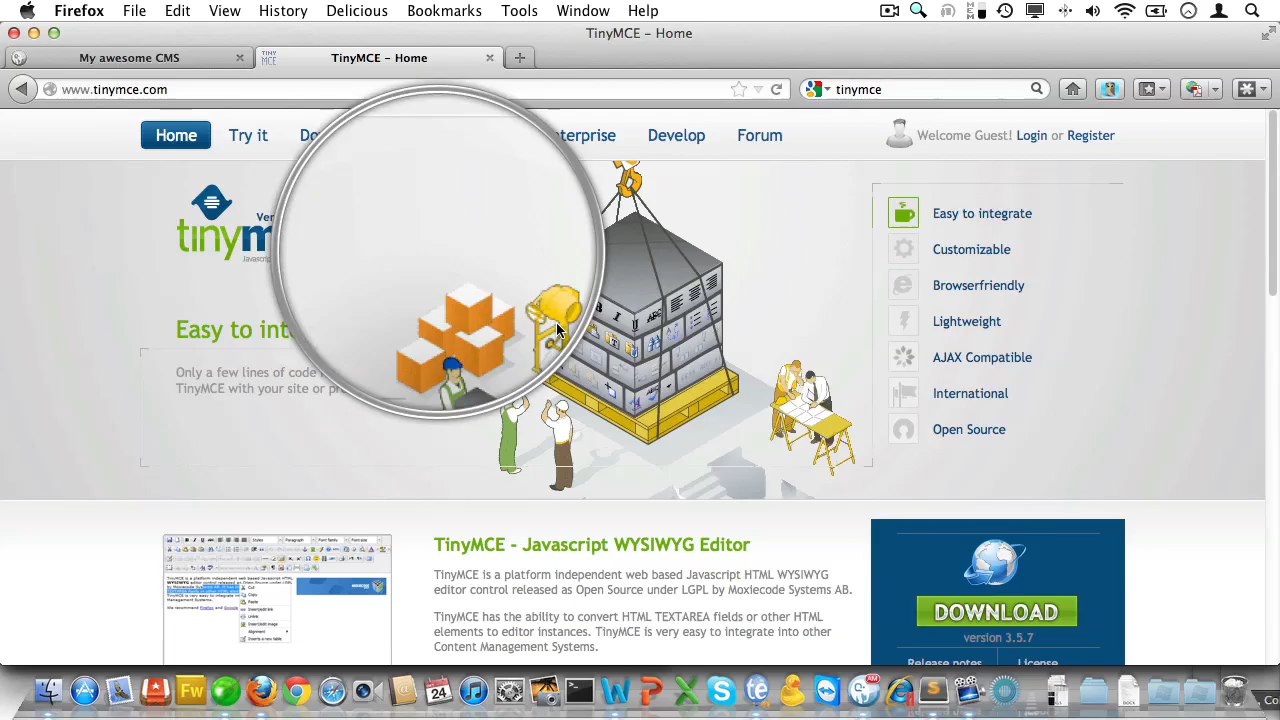 Firefox File Edit View History Delicious Bookmarks Tools Window Help
TinyMCE – Home
My awesome CMS
TinyMCE – Home
www.tinymce.com
tinymce
Home Try it Enterprise Develop Forum
Welcome Guest! Login or Register
tiny
Easy to
Only a few lines of code
TinyMCE with your site or
Easy to integrate
Customizable
Browserfriendly
Lightweight
AJAX Compatible
International
Open Source
TinyMCE - Javascript WYSIWYG Editor
TinyMCE is a platform independent web based Javascript HTML WYSIWYG
editor control released as Open Source under LGPL by Moxiecode Systems AB.
TinyMCE has the ability to convert HTML TEXTAREA fields or other HTML
elements to editor instances. TinyMCE is very easy to integrate into other
Content Management Systems.
DOWNLOAD
version 3.5.7
Release notes License